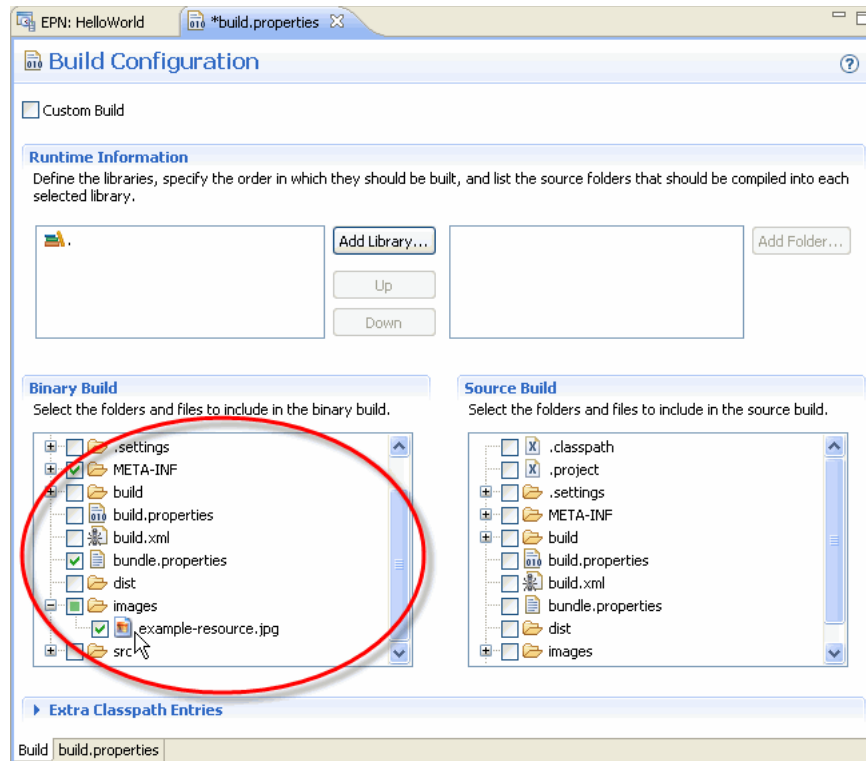 EPN: HelloWorld
*build.properties
Build Configuration
Custom Build
Runtime Information
Define the libraries, specify the order in which they should be built, and list the source folders that should be compiled into each
selected library.
.
Add Library...
Add Folder...
Up
Down
Binary Build
Select the folders and files to include in the binary build.
.settings
META-INF
build
build.properties
build.xml
bundle.properties
dist
images
example-resource.jpg
src
Source Build
Select the folders and files to include in the source build.
.classpath
.project
.settings
META-INF
build
build.properties
build.xml
bundle.properties
dist
images
Extra Classpath Entries
Build
build.properties